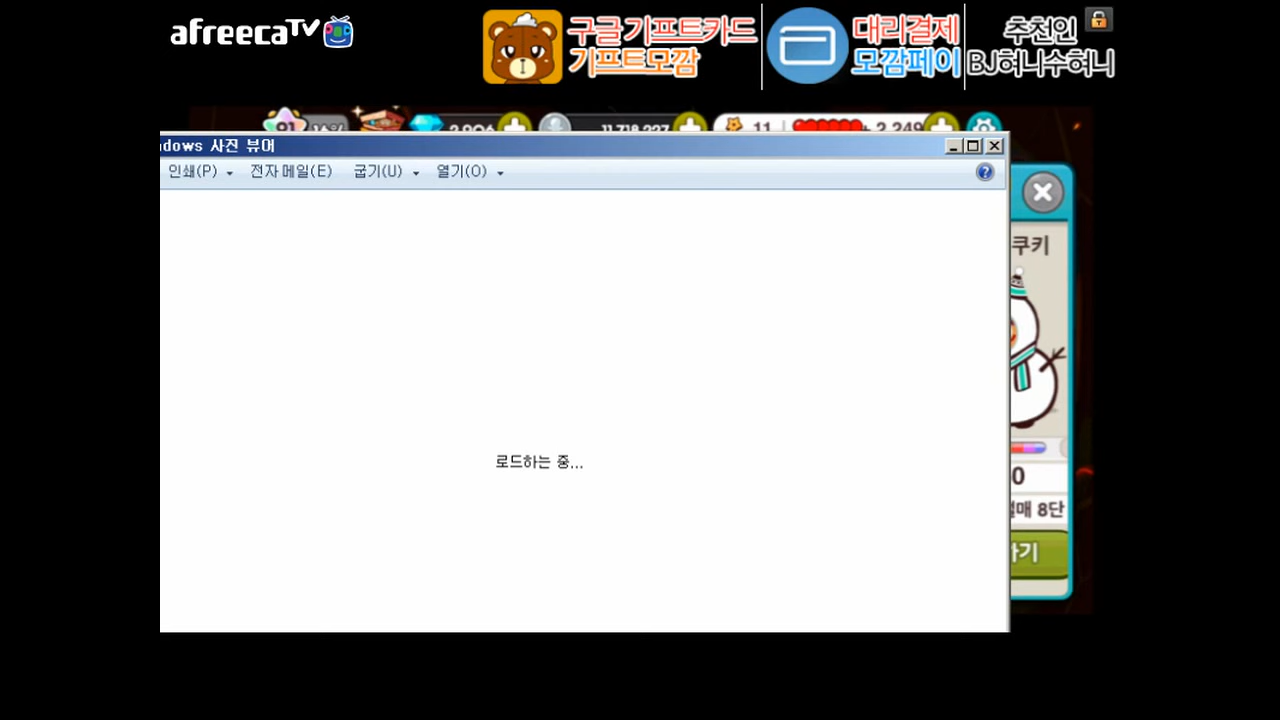 afreecaTV
구글 기프트카드
기프트모깜
대리결제
모깜페이
추천인
BJ허니수허니
91
11
2,249
ndows 사진 뷰어
인쇄(P) 전자 메일(E) 굽기(U) 열기(O)
쿠키
로드하는 중...
0
8단
기